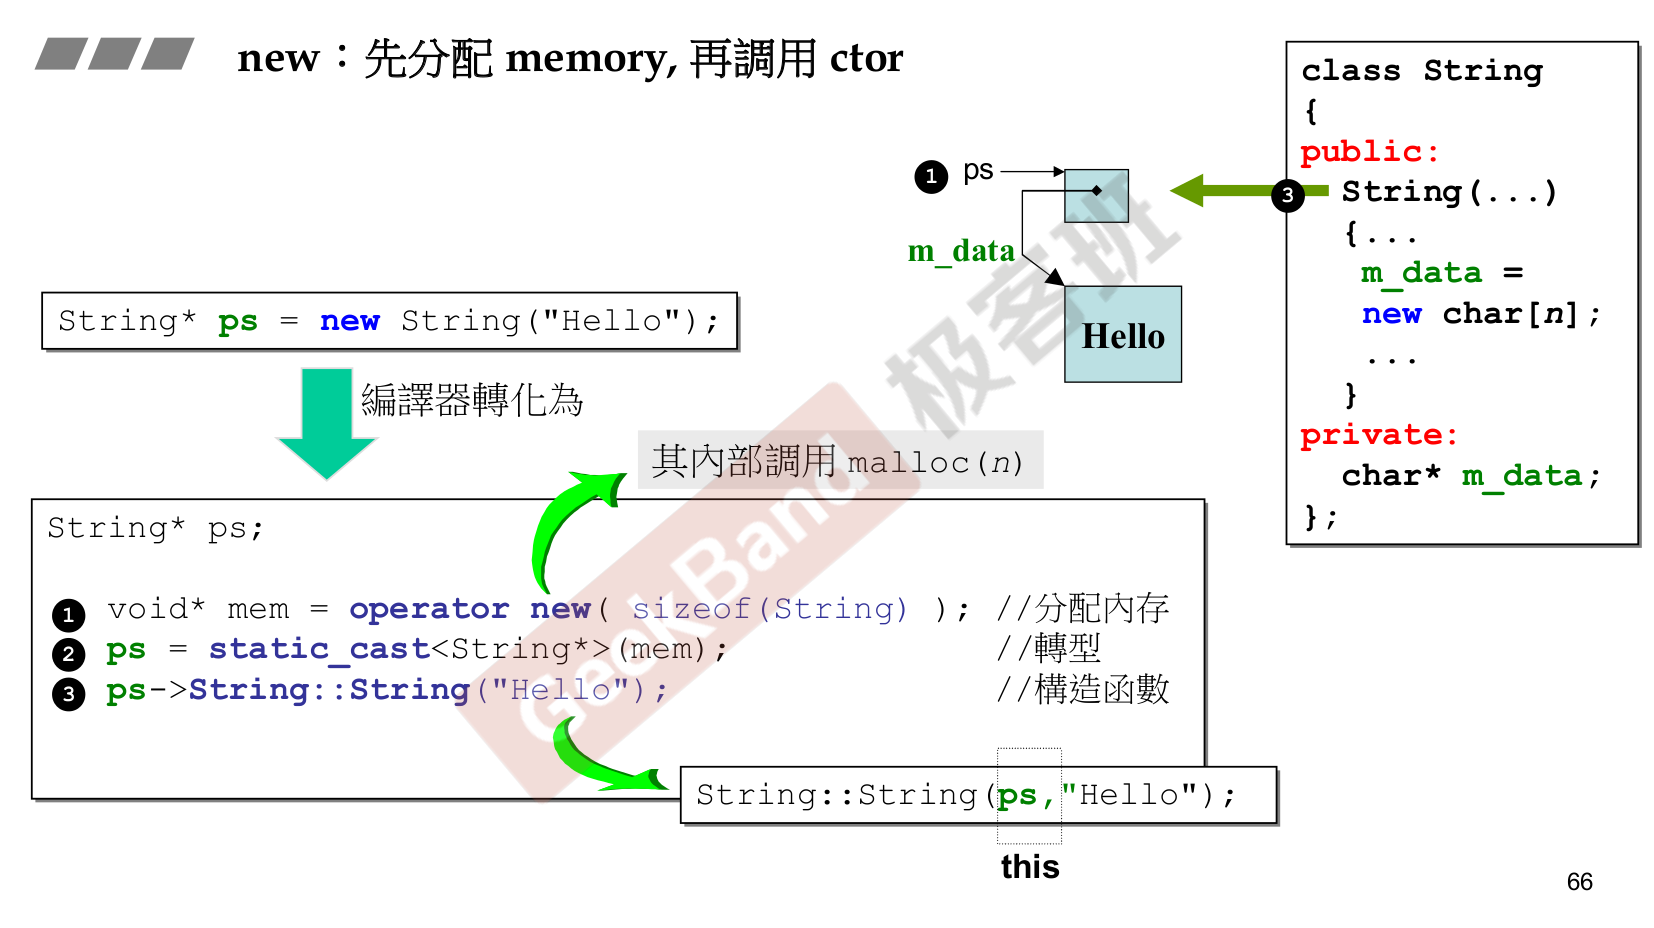 new：先分配 memory, 再調用 ctor
class String
{
public:
String(...)
{...
m_data =
new char[n];
...
}
private:
char* m_data;
};
1 ps
3
m_data
Hello
String* ps = new String("Hello");
編譯器轉化為
其內部調用 malloc(n)
String* ps;
1 void* mem = operator new( sizeof(String) ); //分配內存
2 ps = static_cast<String*>(mem); //轉型
3 ps->String::String("Hello"); //構造函數
String::String(ps,"Hello");
this
GeekBand 极客班
66